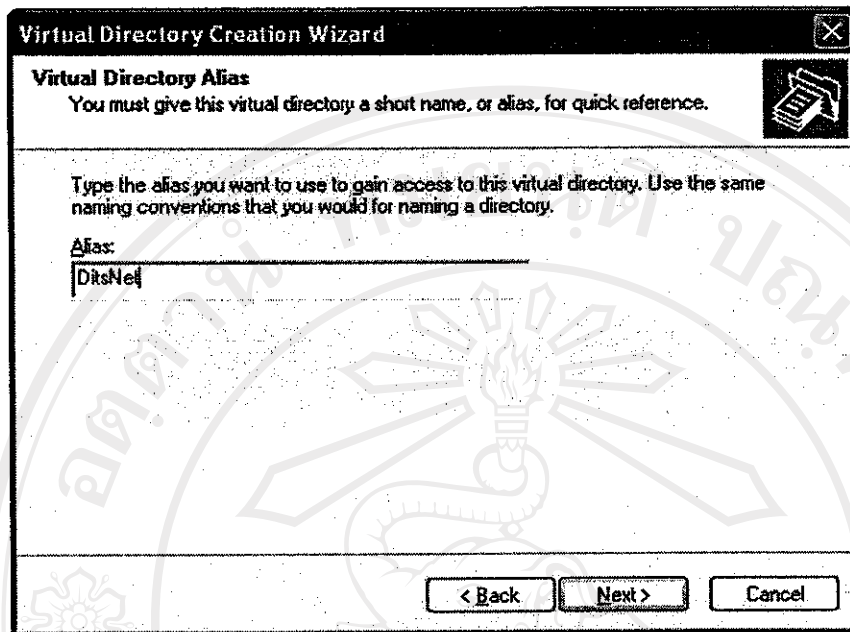 Virtual Directory Creation Wizard
Virtual Directory Alias
You must give this virtual directory a short name, or alias, for quick reference.
Type the alias you want to use to gain access to this virtual directory. Use the same
naming conventions that you would for naming a directory.
Alias:
DitsNet
< Back
Next >
Cancel